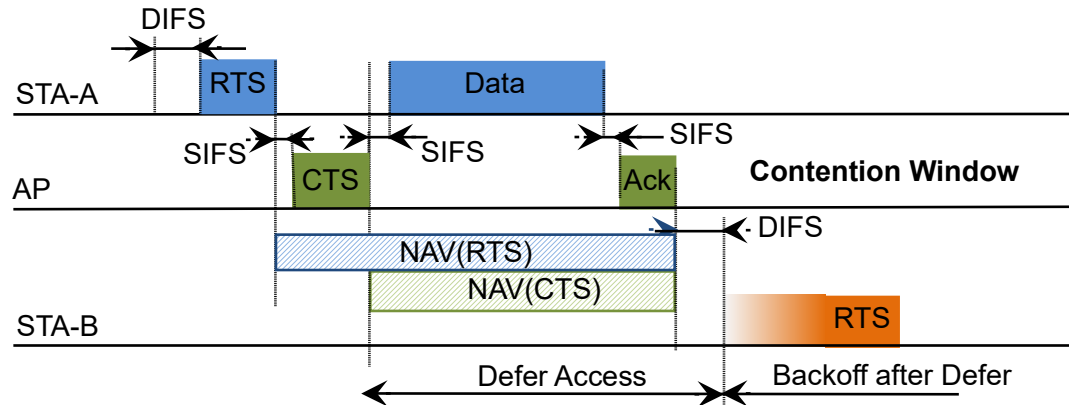 DIFS
STA-A
RTS
Data
SIFS
SIFS
SIFS
AP
CTS
Ack
Contention Window
NAV(RTS)
DIFS
NAV(CTS)
STA-B
RTS
Defer Access
Backoff after Defer